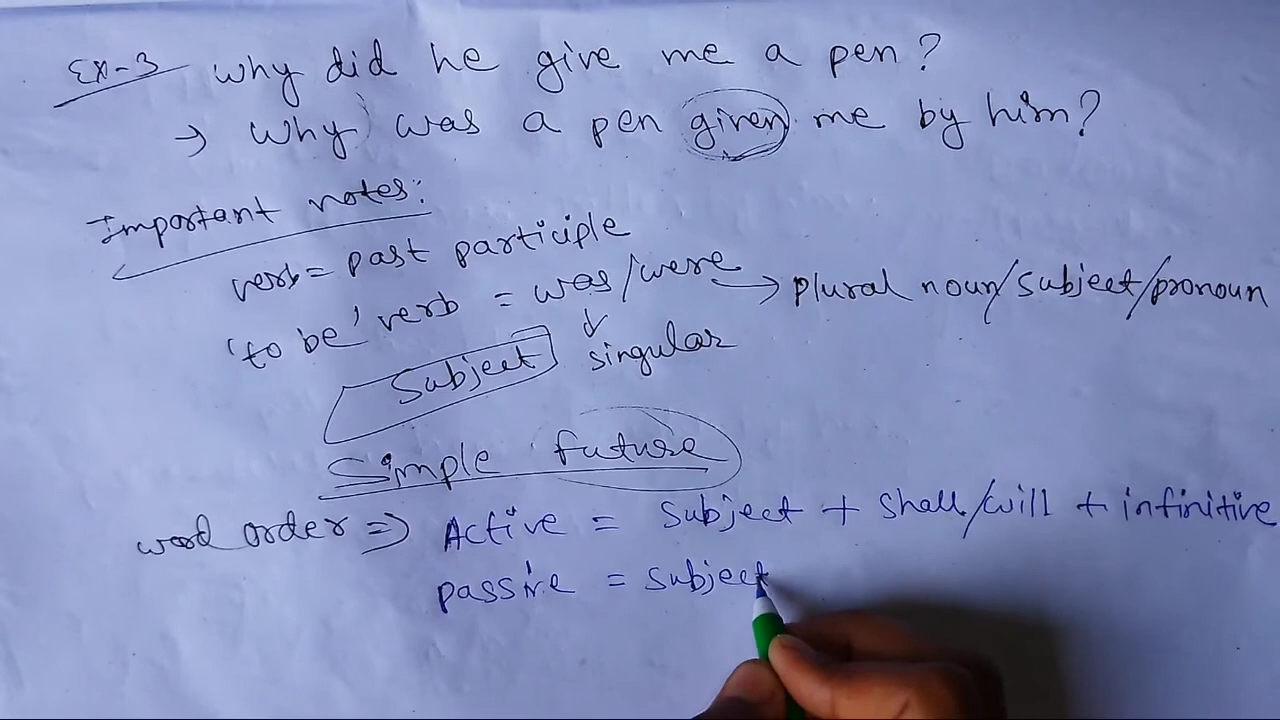 Ex-3 why did he give me a pen?
→ Why was a pen given me by him?
Important notes:
verb = past participle
'to be' verb = was/were → plural noun/subject/pronoun
↓
Subject singular
Simple future
word order => Active = subject + shall/will + infinitive
passive = subject